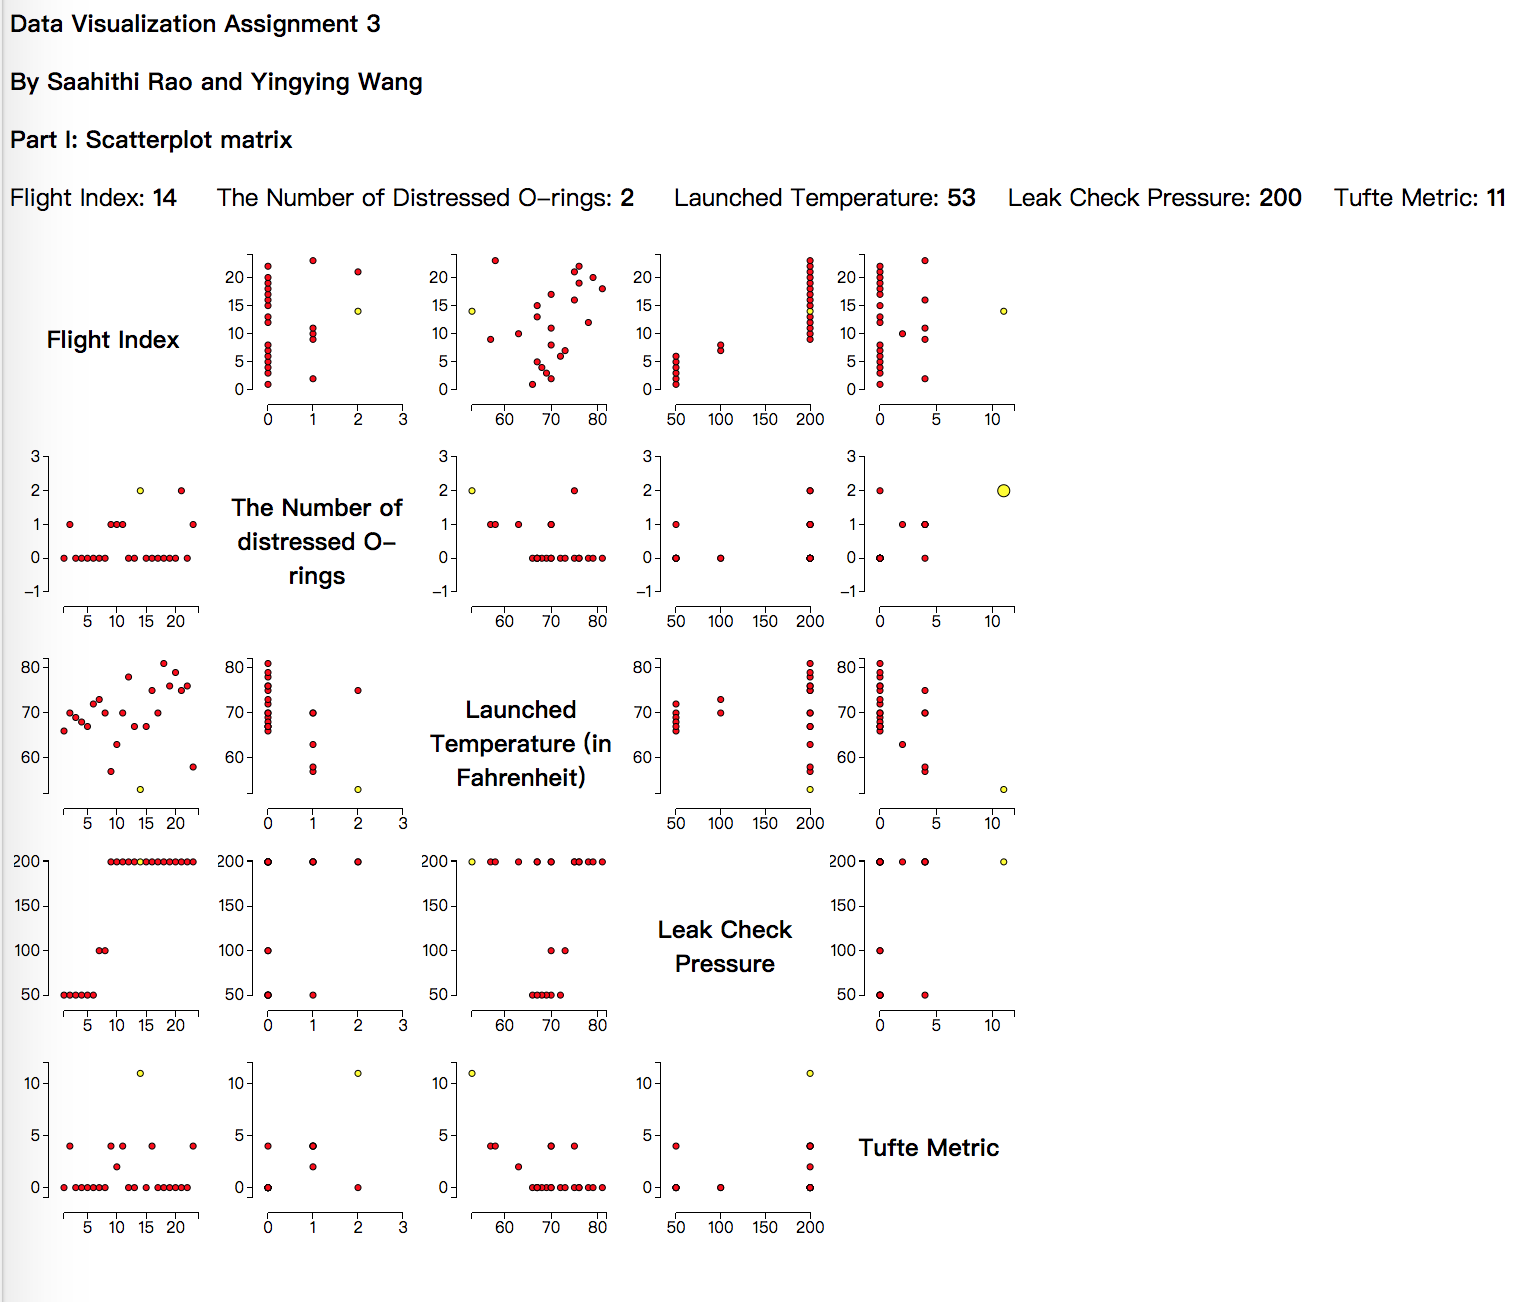 Data Visualization Assignment 3
By Saahithi Rao and Yingying Wang
Part I: Scatterplot matrix
Flight Index: 14 The Number of Distressed O–rings: 2 Launched Temperature: 53 Leak Check Pressure: 200 Tufte Metric: 11
20 20 20 20
15 15 15 15
Flight Index
10 10 10 10
5 5 5 5
0 0 0 0
0 1 2 3 60 70 80 50 100 150 200 0 5 10
3 3 3 3
2 2 2 2
The Number of
1 1 1 1
distressed O–
0 0 0 0
rings
–1 –1 –1 –1
5 10 15 20 60 70 80 50 100 150 200 0 5 10
80 80 80 80
70 70 70 70
Launched
Temperature (in
60 60 60 60
Fahrenheit)
5 10 15 20 0 1 2 3 50 100 150 200 0 5 10
200 200 200 200
150 150 150 150
Leak Check
100 100 100 100
Pressure
50 50 50 50
5 10 15 20 0 1 2 3 60 70 80 0 5 10
10 10 10 10
5 5 5 5
Tufte Metric
0 0 0 0
5 10 15 20 0 1 2 3 60 70 80 50 100 150 200